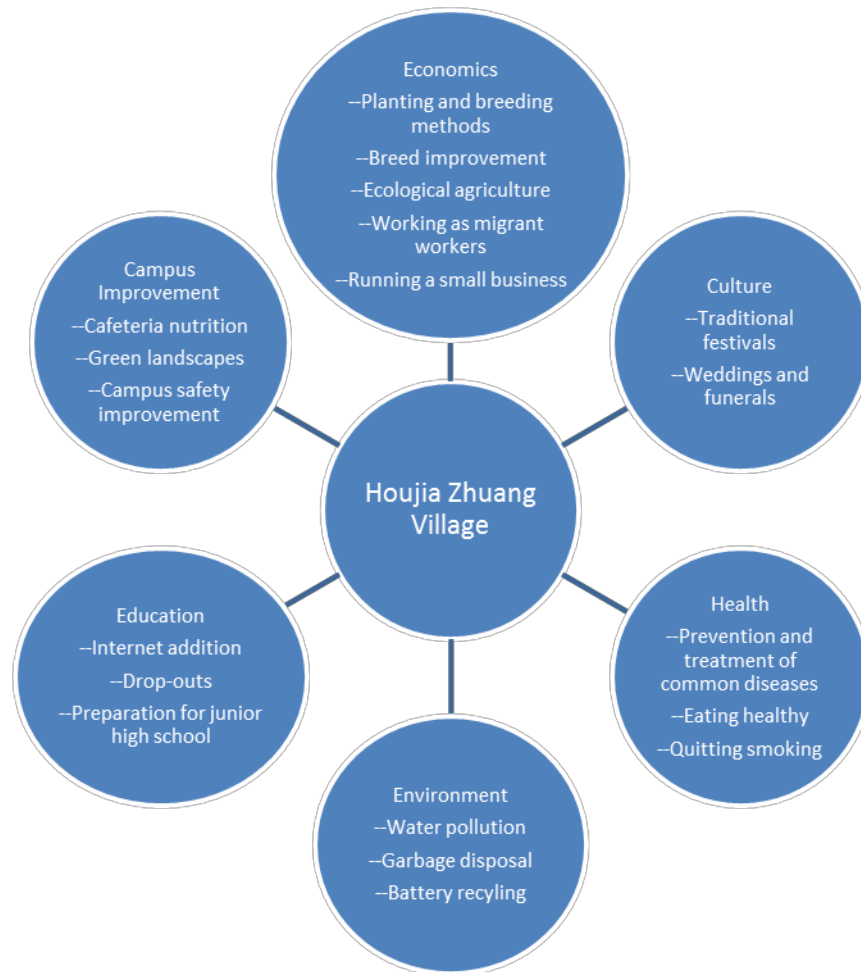 Economics
--Planting and breeding
methods
--Breed improvement
--Ecological agriculture
--Working as migrant
workers
--Running a small business
Campus
Improvement
--Cafeteria nutrition
--Green landscapes
--Campus safety
improvement
Culture
--Traditional
festivals
--Weddings and
funerals
Houjia Zhuang
Village
Education
--Internet addition
--Drop-outs
--Preparation for junior
high school
Health
--Prevention and
treatment of
common diseases
--Eating healthy
--Quitting smoking
Environment
--Water pollution
--Garbage disposal
--Battery recyling